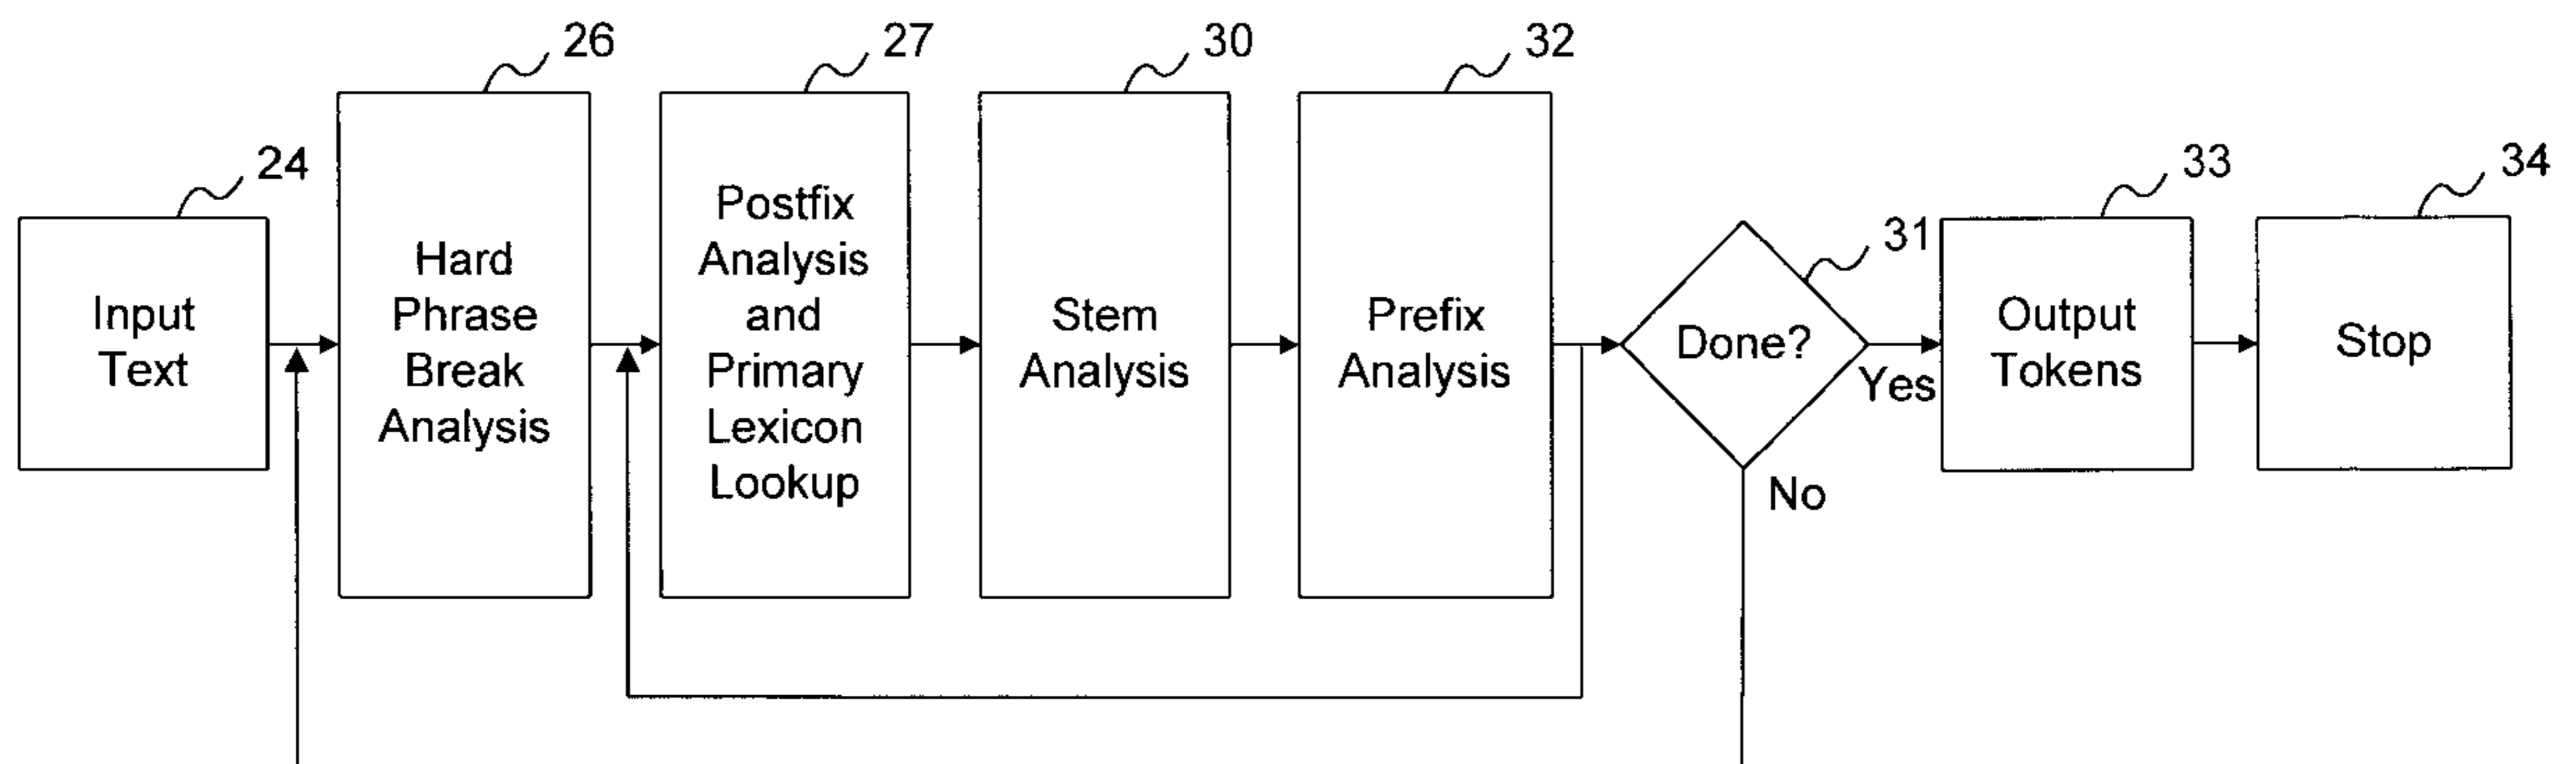 24
Input
Text
26
Hard
Phrase
Break
Analysis
27
Postfix
Analysis
and
Primary
Lexicon
Lookup
30
Stem
Analysis
32
Prefix
Analysis
31
Done?
Yes
No
33
Output
Tokens
34
Stop